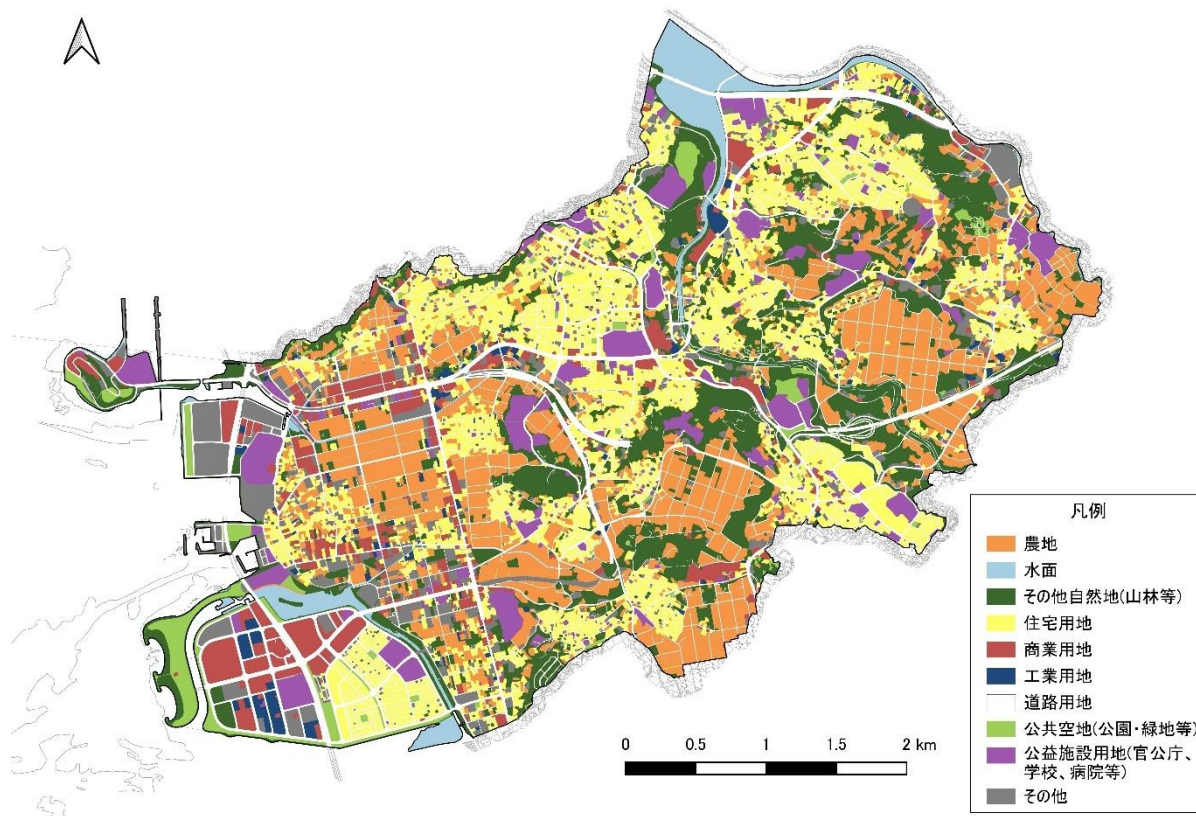 凡例
農地
水面
その他自然地(山林等)
住宅用地
商業用地
工業用地
道路用地
公共空地(公園・緑地等)
公益施設用地(官公庁、
学校、病院等)
その他
0 0.5 1 2 km